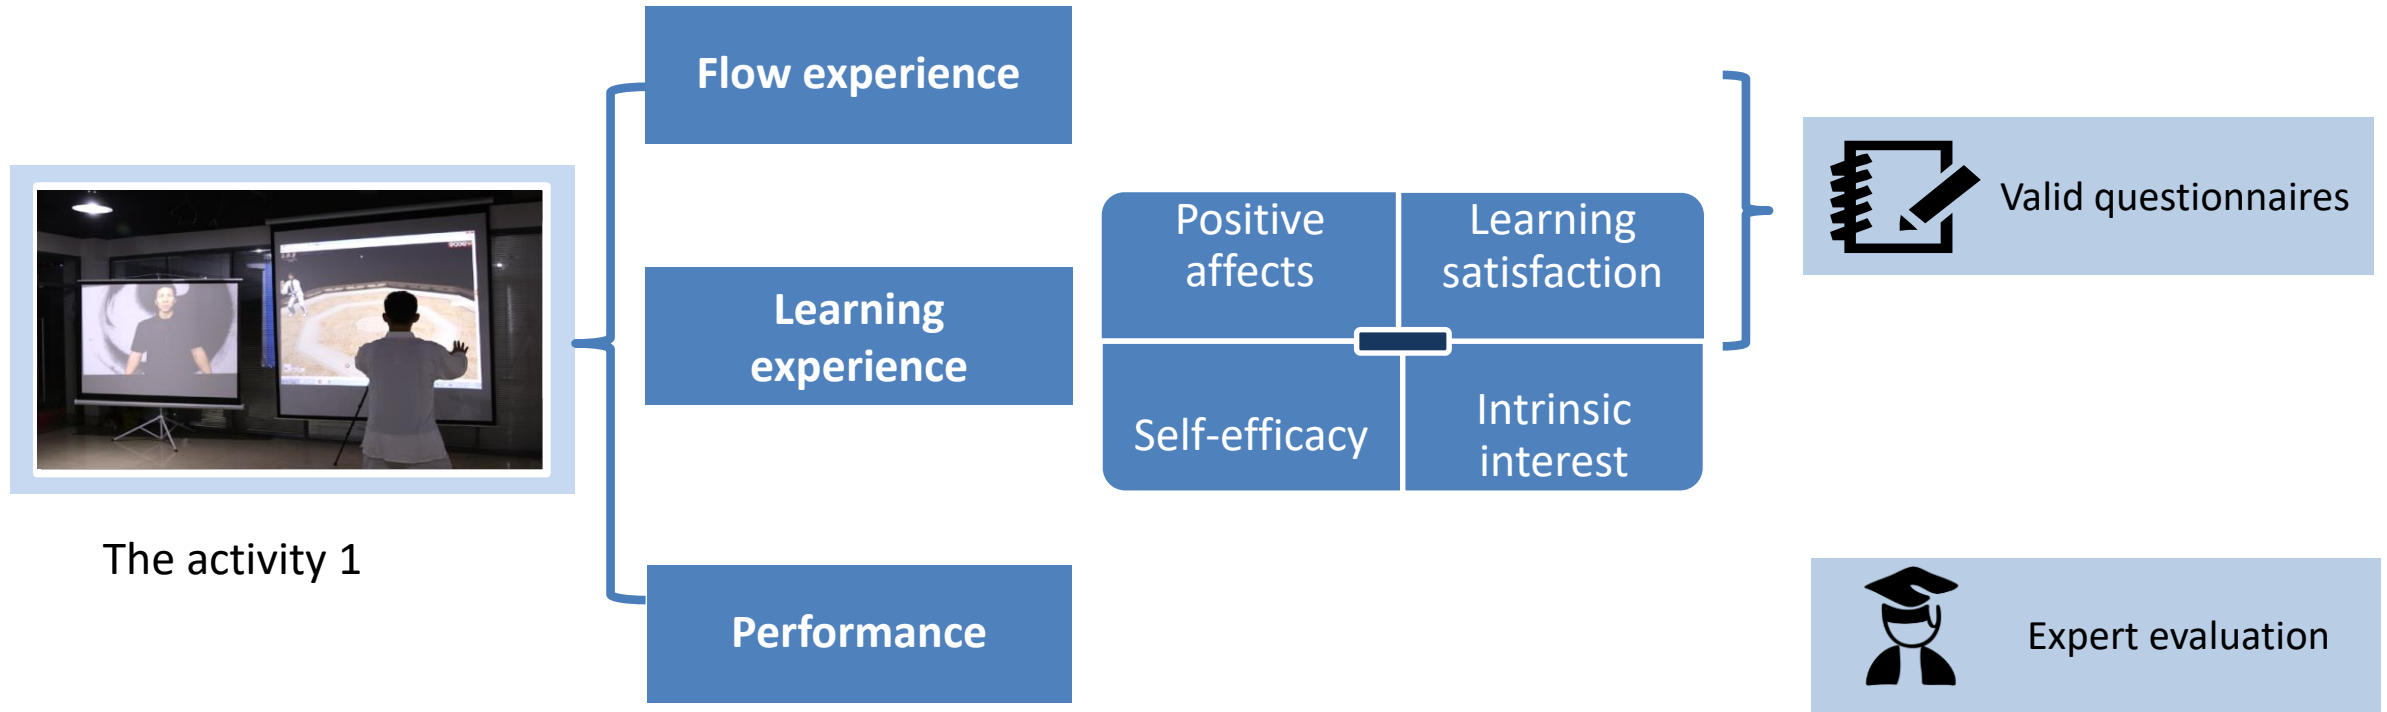 Flow experience
Learning
experience
Performance
The activity 1
Positive
affects
Learning
satisfaction
Self-efficacy
Intrinsic
interest
Valid questionnaires
Expert evaluation